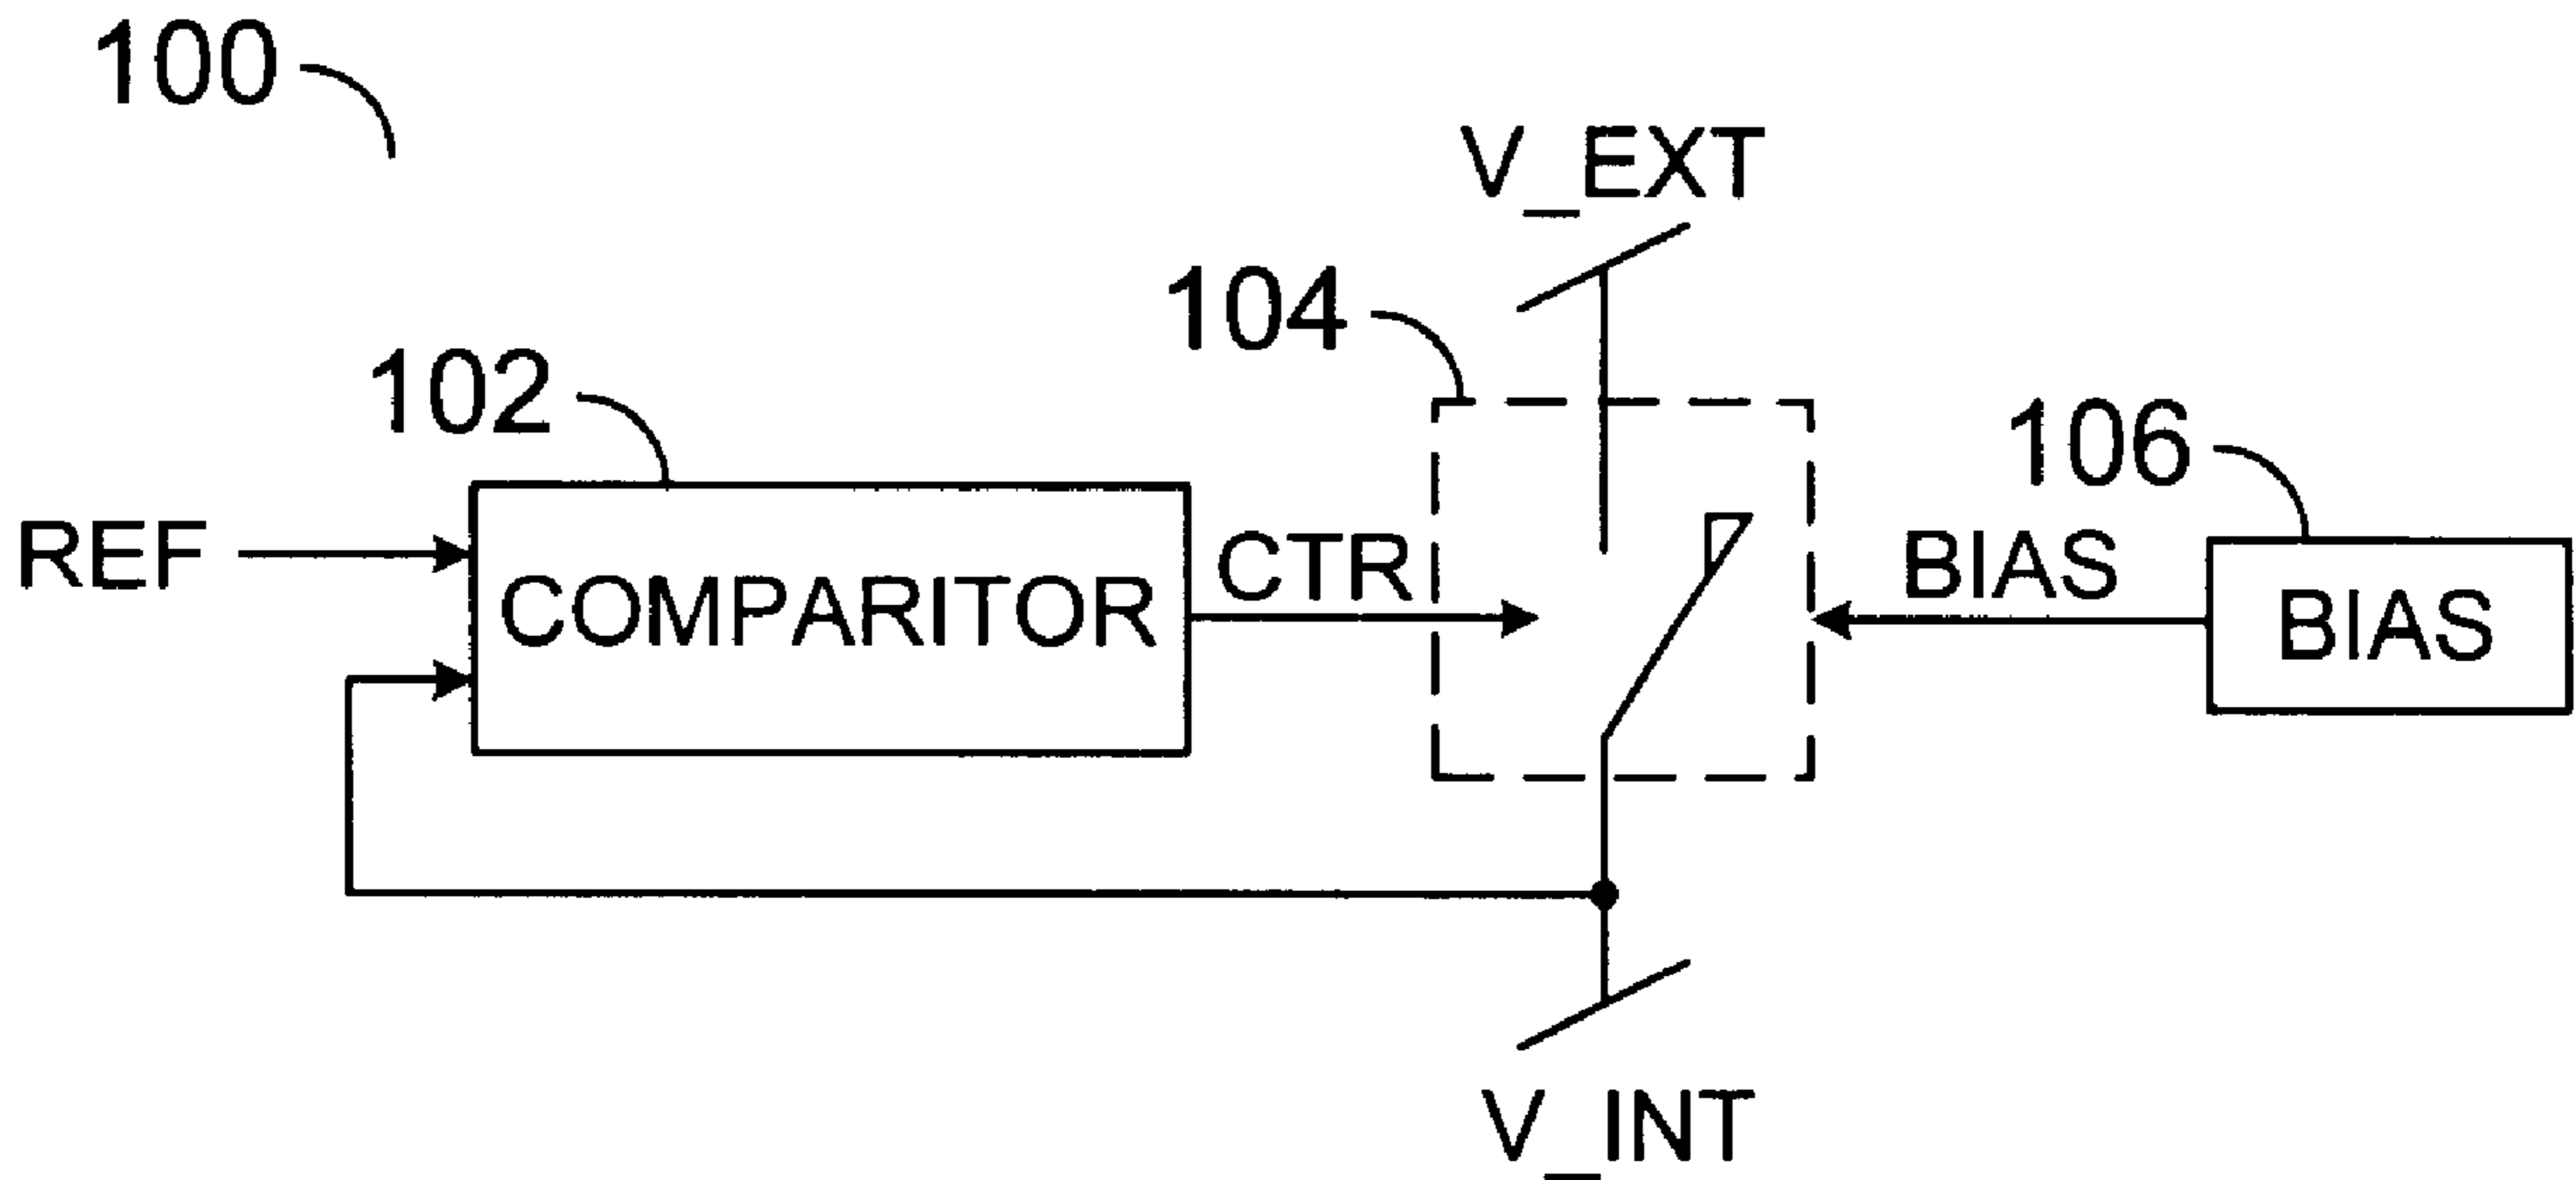 100
V_EXT
104
102
106
REF
COMPARITOR
CTR
BIAS
BIAS
V_INT